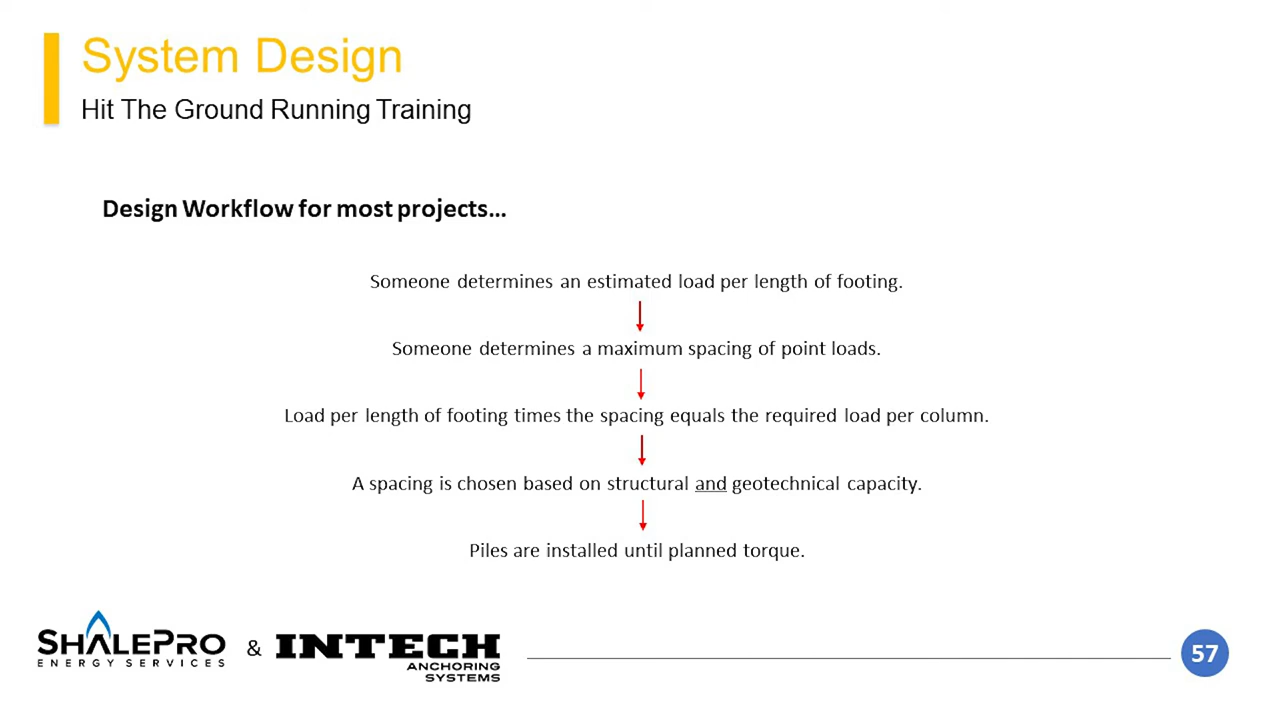 System Design
Hit The Ground Running Training
Design Workflow for most projects...
Someone determines an estimated load per length of footing.
Someone determines a maximum spacing of point loads.
Load per length of footing times the spacing equals the required load per column.
A spacing is chosen based on structural and geotechnical capacity.
Piles are installed until planned torque.
SHALEPRO
ENERGY SERVICES
&
INTECH
ANCHORING
SYSTEMS
57